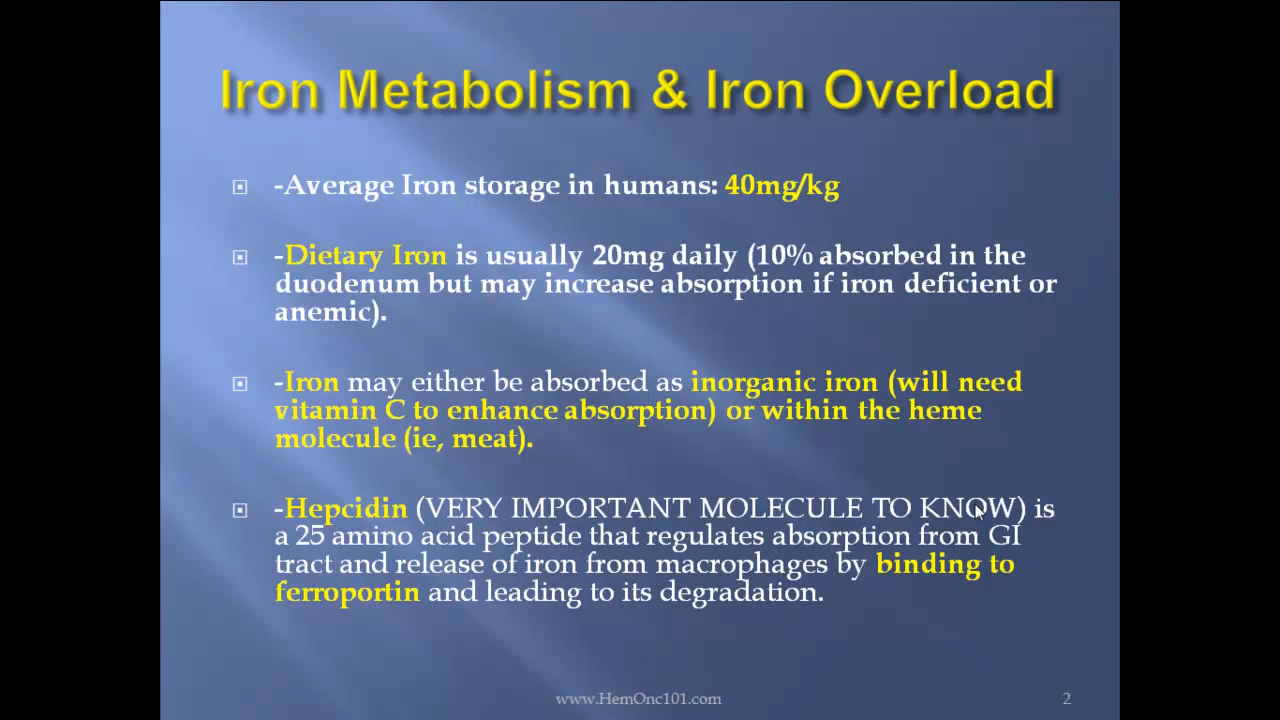 Iron Metabolism & Iron Overload
-Average Iron storage in humans: 40mg/kg
-Dietary Iron is usually 20mg daily (10% absorbed in the
duodenum but may increase absorption if iron deficient or
anemic).
-Iron may either be absorbed as inorganic iron (will need
vitamin C to enhance absorption) or within the heme
molecule (ie, meat).
-Hepcidin (VERY IMPORTANT MOLECULE TO KNOW) is
a 25 amino acid peptide that regulates absorption from GI
tract and release of iron from macrophages by binding to
ferroportin and leading to its degradation.
www.HemOnc101.com
2